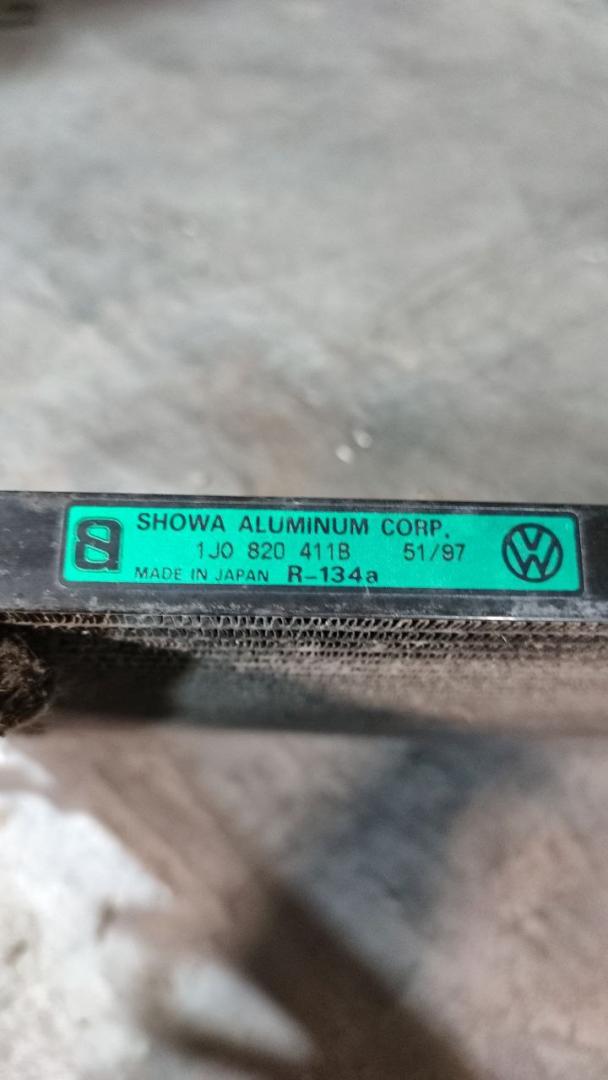 SHOWA ALUMINUM CORP.
1J0 820 411B 51/97
MADE IN JAPAN R-134a